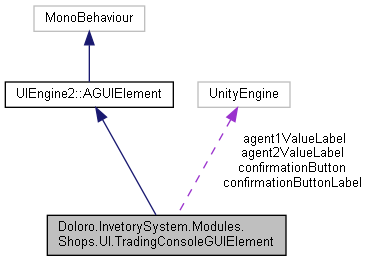 MonoBehaviour
UIEngine2::AGUIElement
UnityEngine
agent1ValueLabel
agent2ValueLabel
confirmationButton
confirmationButtonLabel
Doloro.InvetorySystem.Modules.
Shops.UI.TradingConsoleGUIElement